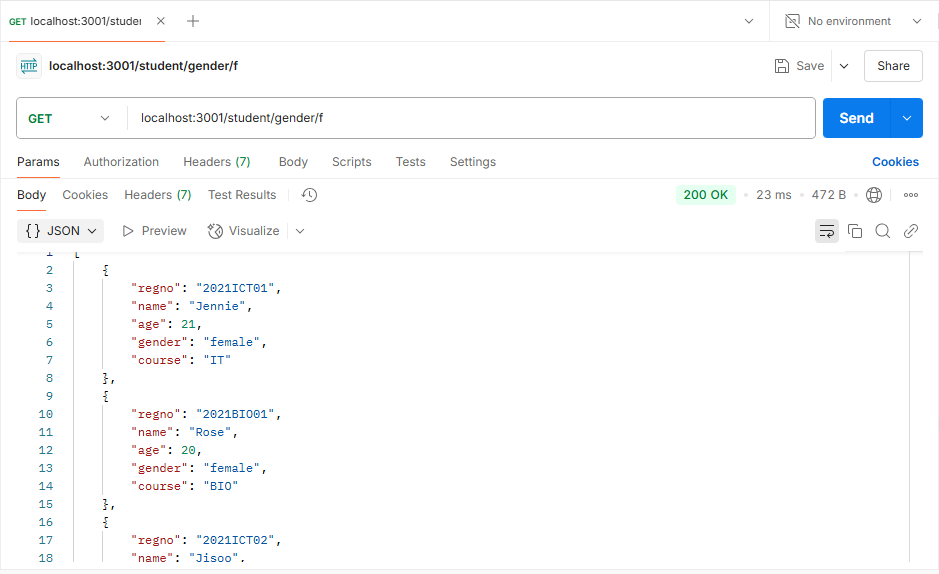 GET localhost:3001/studen
No environment
HTTP localhost:3001/student/gender/f
Save
Share
GET
localhost:3001/student/gender/f
Send
Params Authorization Headers (7) Body Scripts Tests Settings
Cookies
Body Cookies Headers (7) Test Results
200 OK • 23 ms • 472 B
{} JSON Preview Visualize
1 [
2 {
3 "regno": "2021ICT01",
4 "name": "Jennie",
5 "age": 21,
6 "gender": "female",
7 "course": "IT"
8 },
9 {
10 "regno": "2021BIO01",
11 "name": "Rose",
12 "age": 20,
13 "gender": "female",
14 "course": "BIO"
15 },
16 {
17 "regno": "2021ICT02",
18 "name": "Jisoo",